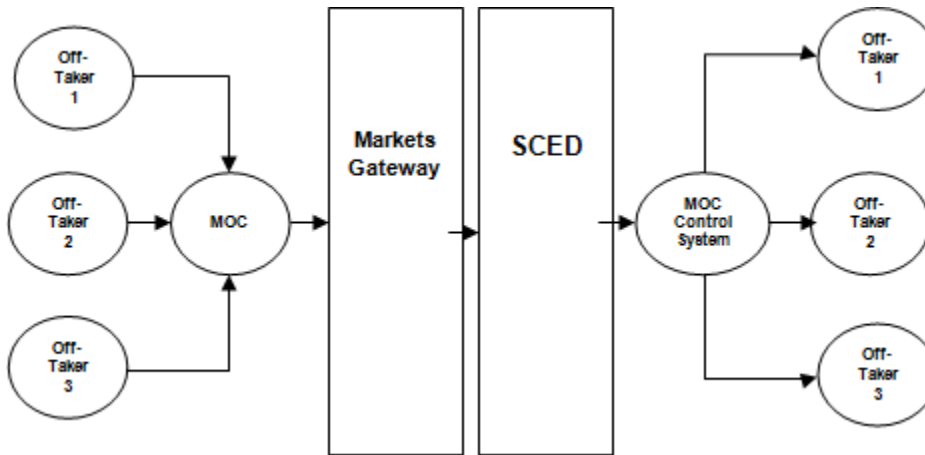 Off-
Taker
1
Off-
Taker
2
Off-
Taker
3
MOC
Markets
Gateway
SCED
MOC
Control
System
Off-
Taker
1
Off-
Taker
2
Off-
Taker
3